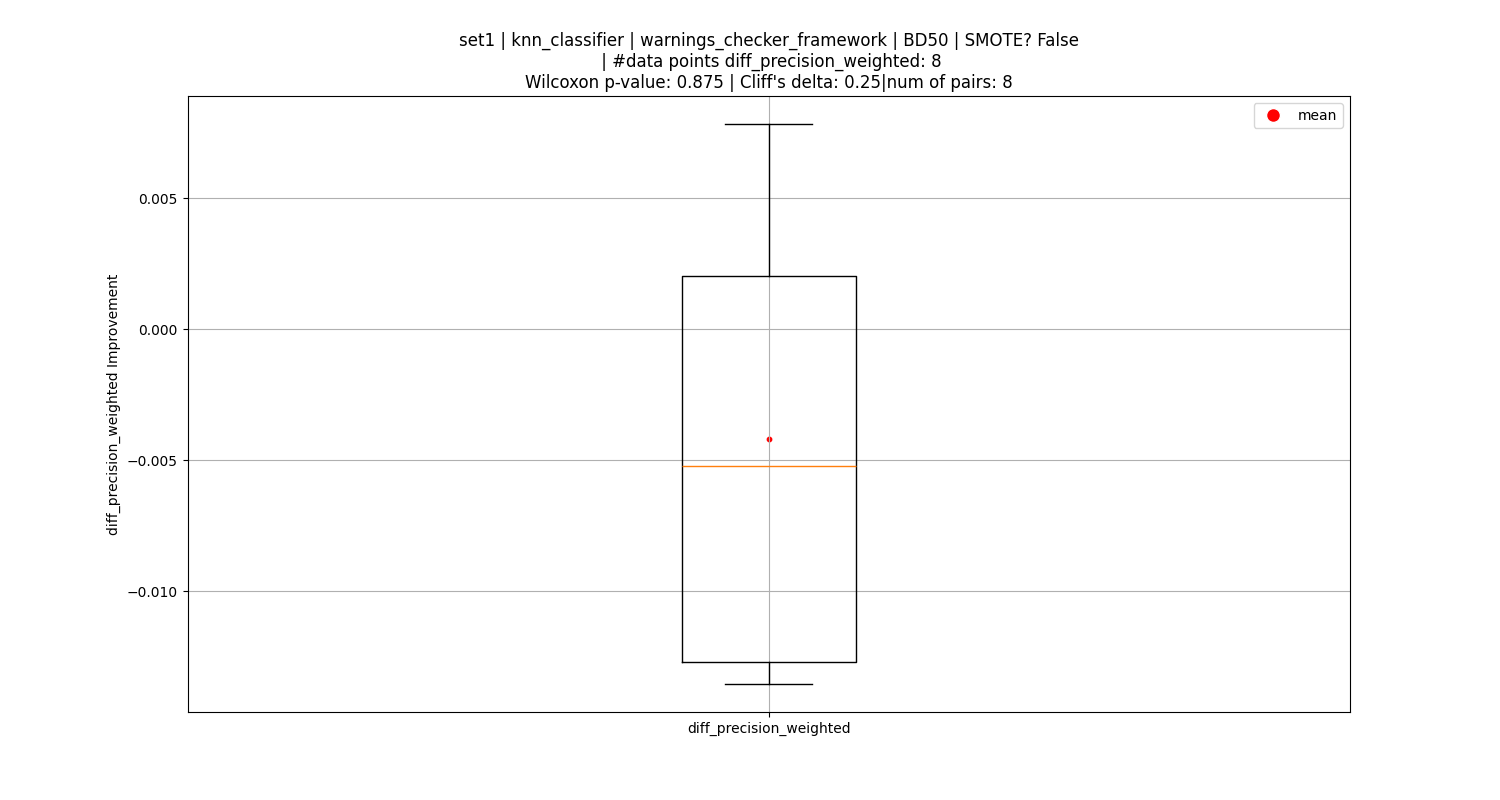 set1 | knn_classifier | warnings_checker_framework | BD50 | SMOTE? False
| #data points diff_precision_weighted: 8
Wilcoxon p-value: 0.875 | Cliff's delta: 0.25|num of pairs: 8
mean
0.005
0.000
−0.005
−0.010
diff_precision_weighted Improvement
diff_precision_weighted